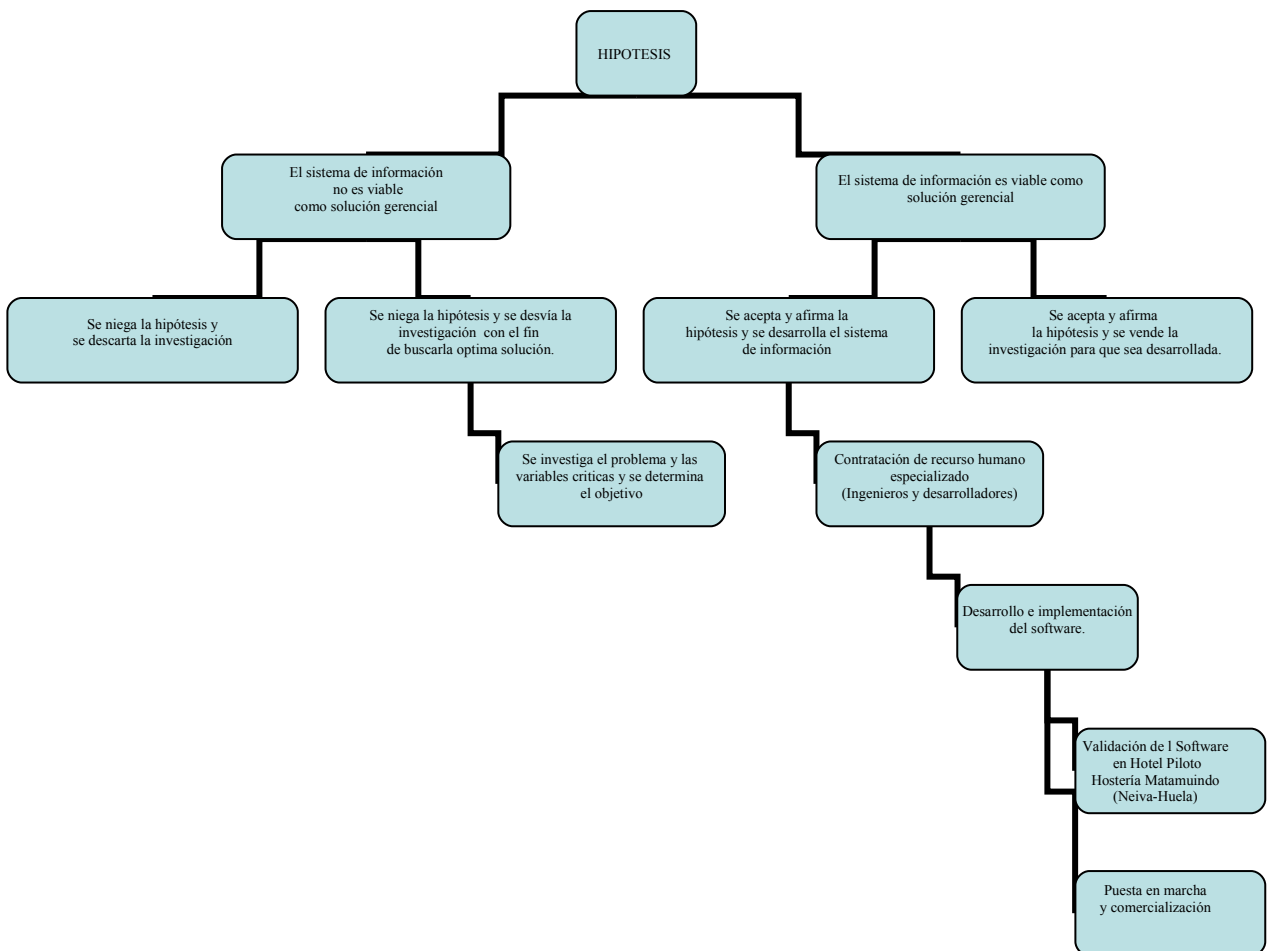 HIPOTESIS
El sistema de información
no es viable
como solución gerencial
El sistema de información es viable como
solución gerencial
Se niega la hipótesis y
se descarta la investigación
Se niega la hipótesis y se desvía la
investigación con el fin
de buscarla optima solución.
Se acepta y afirma la
hipótesis y se desarrolla el sistema
de información
Se acepta y afirma
la hipótesis y se vende la
investigación para que sea desarrollada.
Se investiga el problema y las
variables criticas y se determina
el objetivo
Contratación de recurso humano
especializado
(Ingenieros y desarrolladores)
Desarrollo e implementación
del software.
Validación de l Software
en Hotel Piloto
Hostería Matamuindo
(Neiva-Huela)
Puesta en marcha
y comercialización